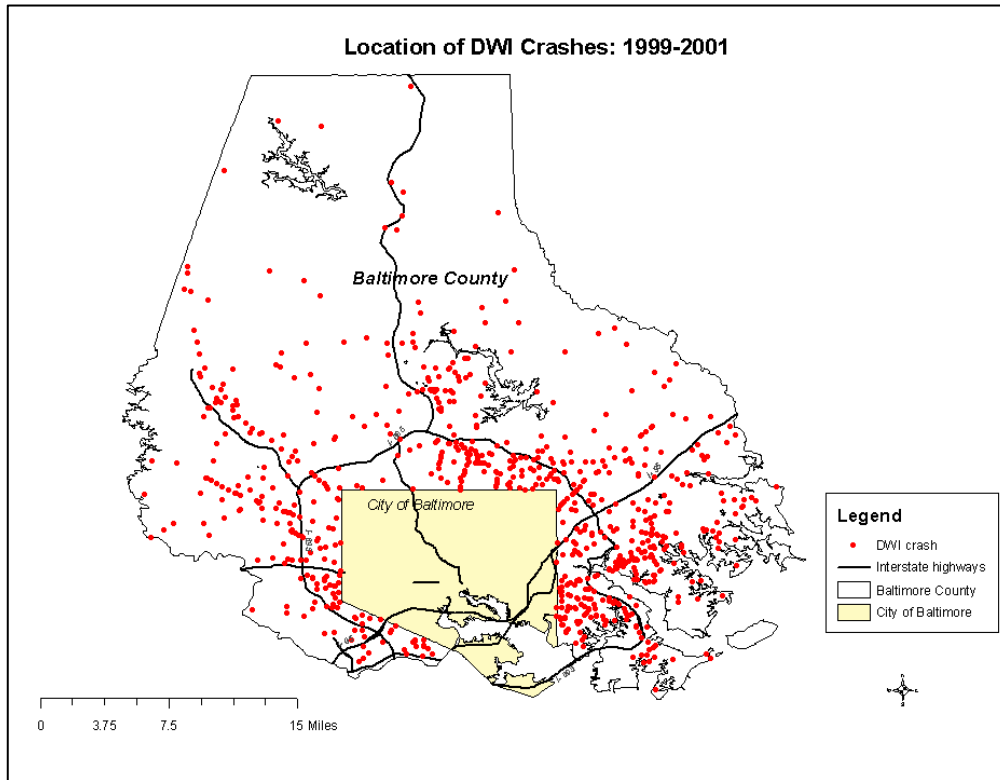 Location of DWI Crashes: 1999-2001
Baltimore County
City of Baltimore
Legend
DWI crash
Interstate highways
Baltimore County
City of Baltimore
0 3.75 7.5 15 Miles